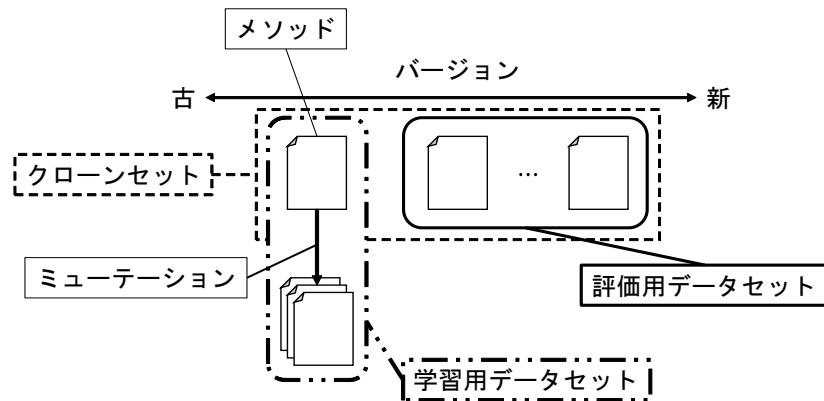 メソッド
バージョン
古
新
クローンセット
…
ミューテーション
評価用データセット
学習用データセット